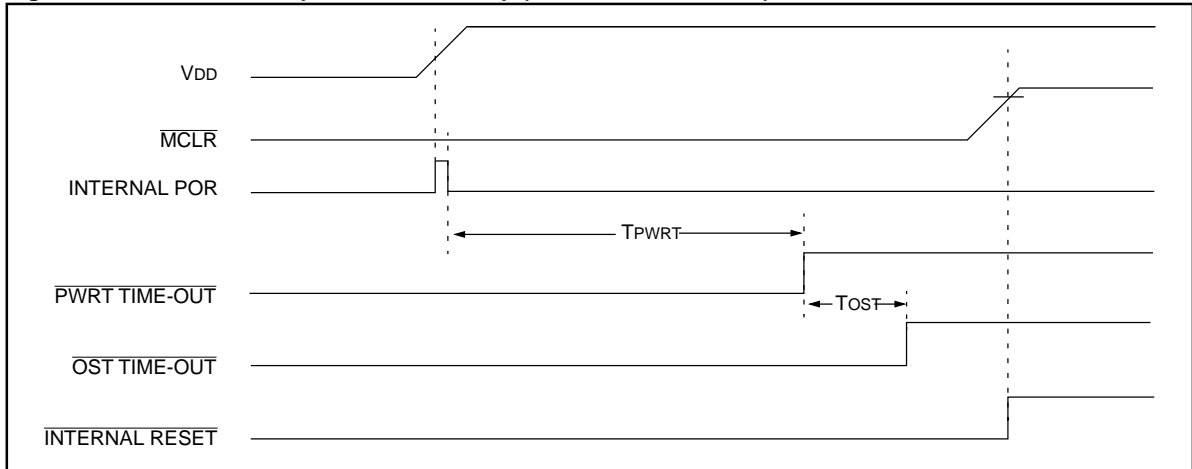 VDD
MCLR
INTERNAL POR
TPWRT
PWRT TIME-OUT
TOST
OST TIME-OUT
INTERNAL RESET